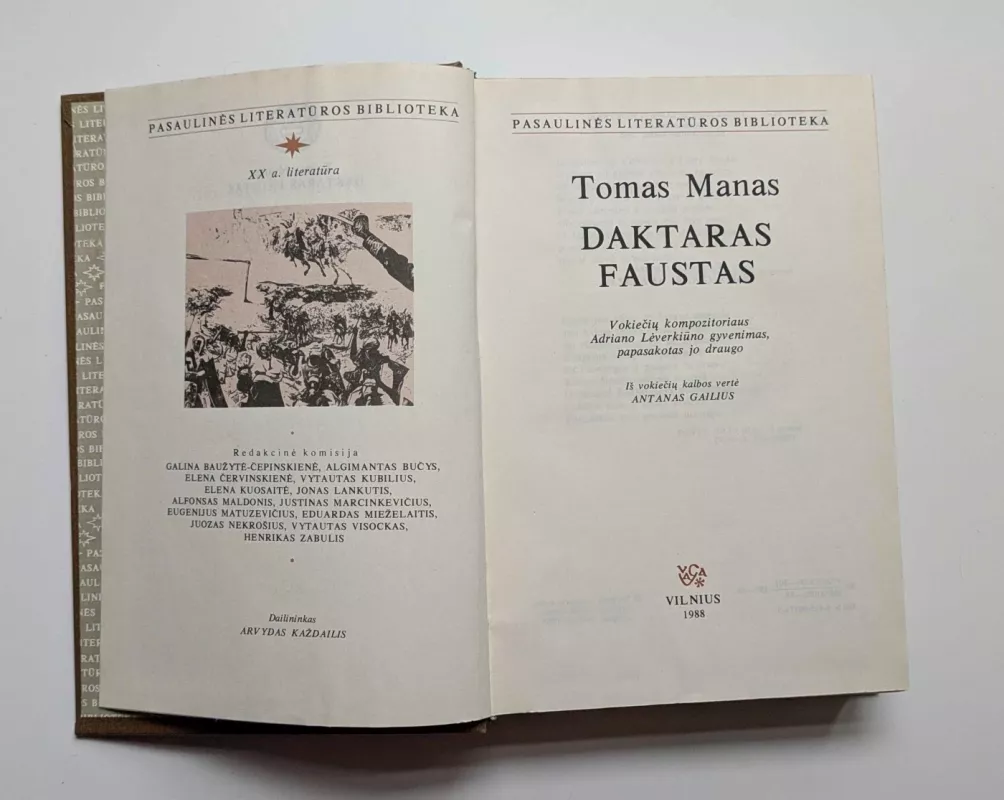 PASAULINĖS LITERATŪROS BIBLIOTEKA
XX a. literatūra
Redakcinė komisija
GALINA BAUŽYTĖ-ČEPINSKIENĖ, ALGIMANTAS BUČYS,
ELENA ČERVINSKIENĖ, VYTAUTAS KUBILIUS,
ELENA KUOSAITĖ, JONAS LANKUTIS,
ALFONSAS MALDONIS, JUSTINAS MARCINKEVIČIUS,
EUGENIJUS MATUZEVIČIUS, EDUARDAS MIEŽELAITIS,
JUOZAS NEKROŠIUS, VYTAUTAS VISOCKAS,
HENRIKAS ZABULIS
Dailininkas
ARVYDAS KAŽDAILIS
PASAULINĖS LITERATŪROS BIBLIOTEKA
Tomas Manas
DAKTARAS
FAUSTAS
Vokiečių kompozitoriaus
Adriano Lėverkiūno gyvenimas,
papasakotas jo draugo
Iš vokiečių kalbos vertė
ANTANAS GAILIUS
VAGA
VILNIUS
1988